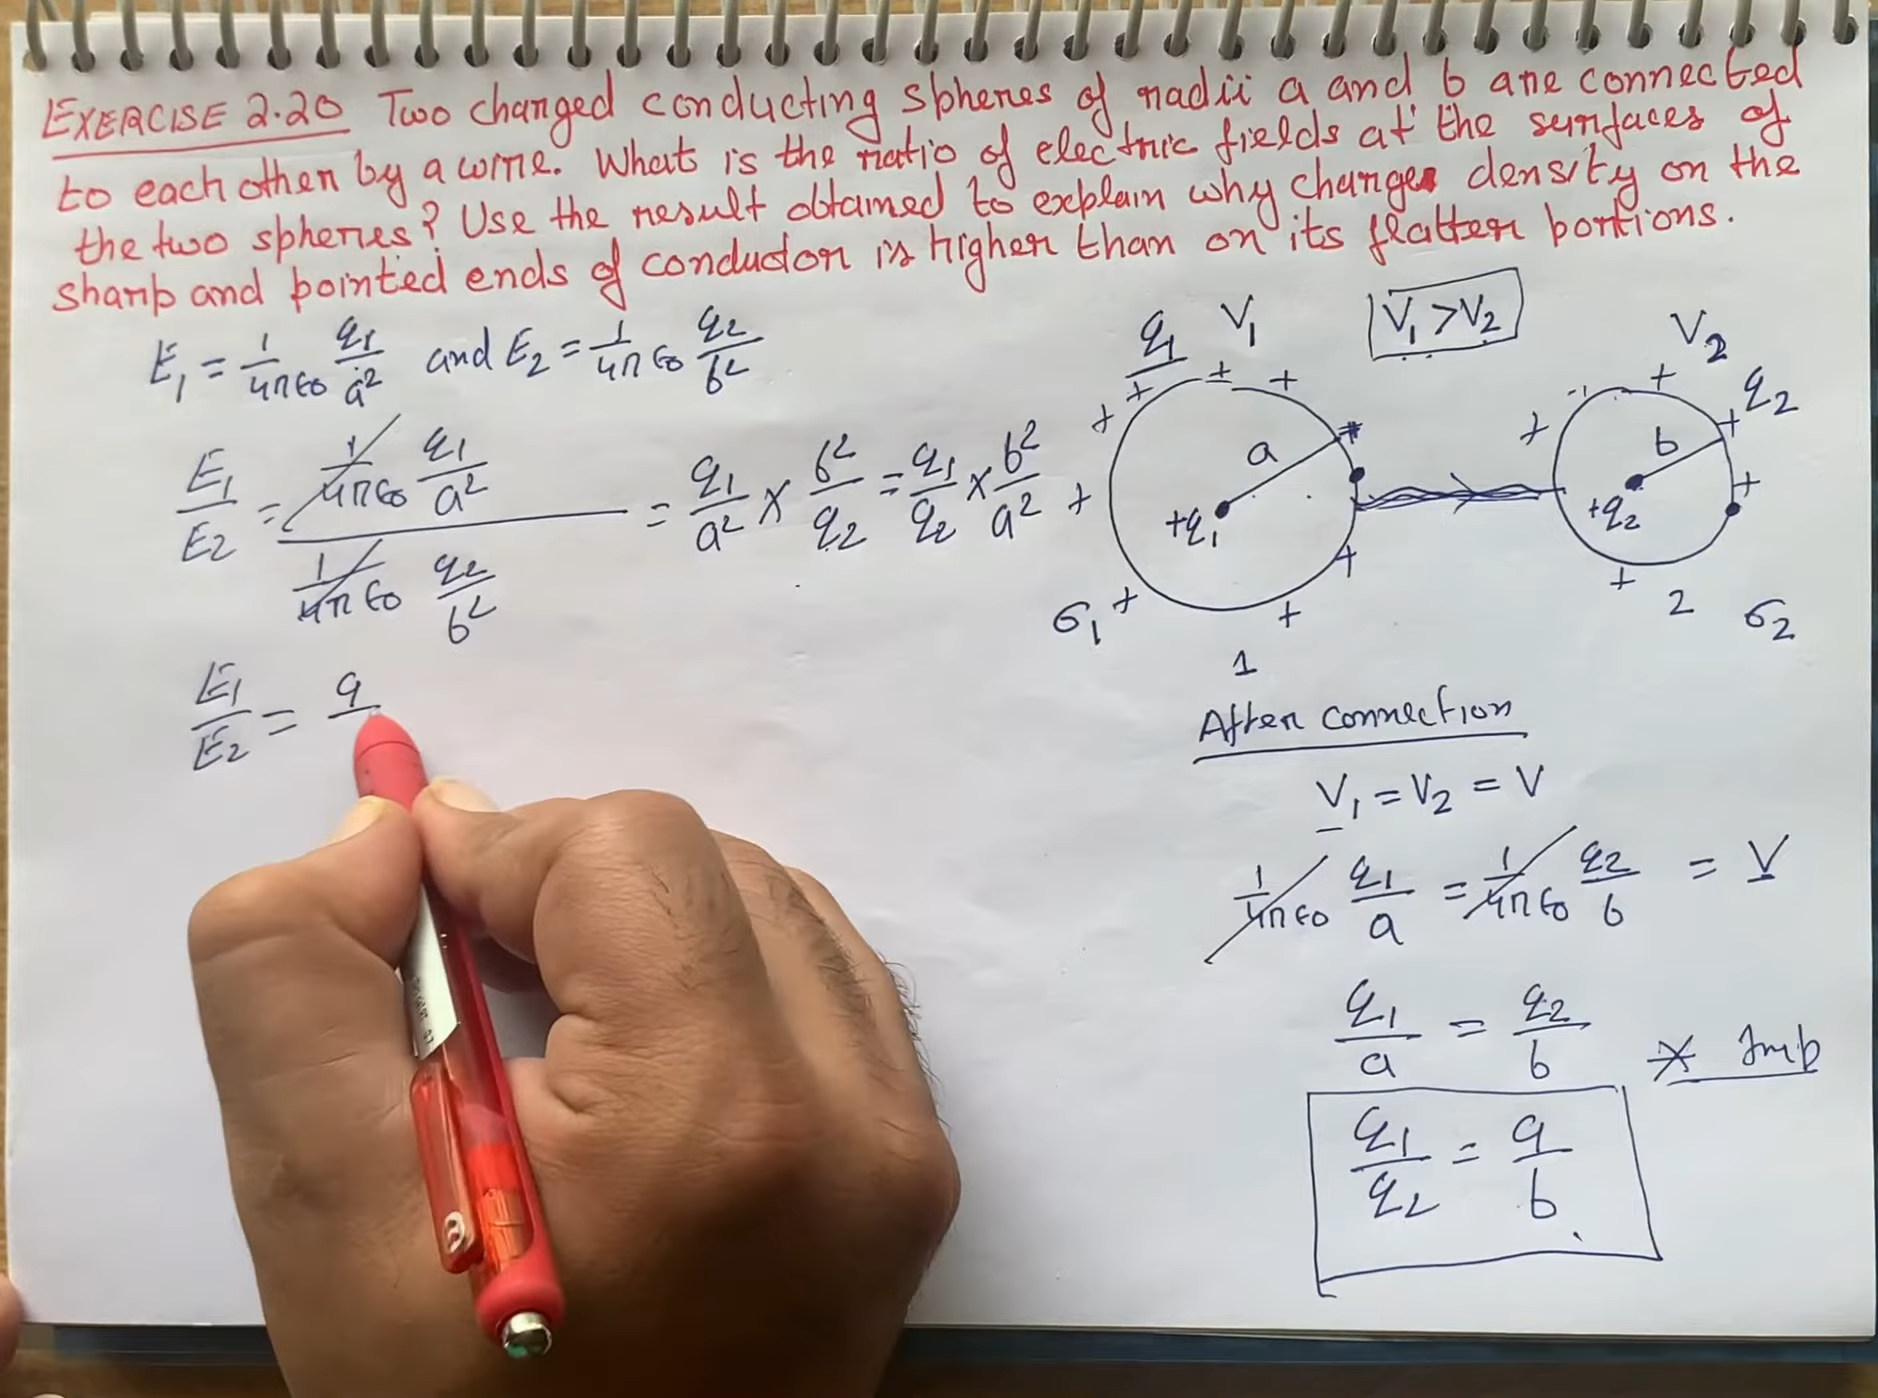 EXERCISE 2.20 Two charged conducting spheres of radii a and b are connected
to each other by a wire. What is the ratio of electric fields at the surfaces of
the two spheres? Use the result obtained to explain why charge density on the
sharp and pointed ends of conductor is higher than on its flatter portions.
E₁ = 1/4πϵ₀ q₁/a² and E₂ = 1/4πϵ₀ q₂/b²
E₁/E₂ = (1/4πϵ₀ q₁/a²)/(1/4πϵ₀ q₂/b²) = q₁/a² × b²/q₂ = q₁/q₂ × b²/a²
E₁/E₂ = a
q₁ V₁ V₁ > V₂ V₂
+ + ± + + + + q₂
+ a + b +
+ +q₁ +q₂ +
σ₁ + + + + 2 σ₂
1
After connection
V₁ = V₂ = V
1/4πϵ₀ q₁/a = 1/4πϵ₀ q₂/b = V
q₁/a = q₂/b * Imp
q₁/q₂ = a/b